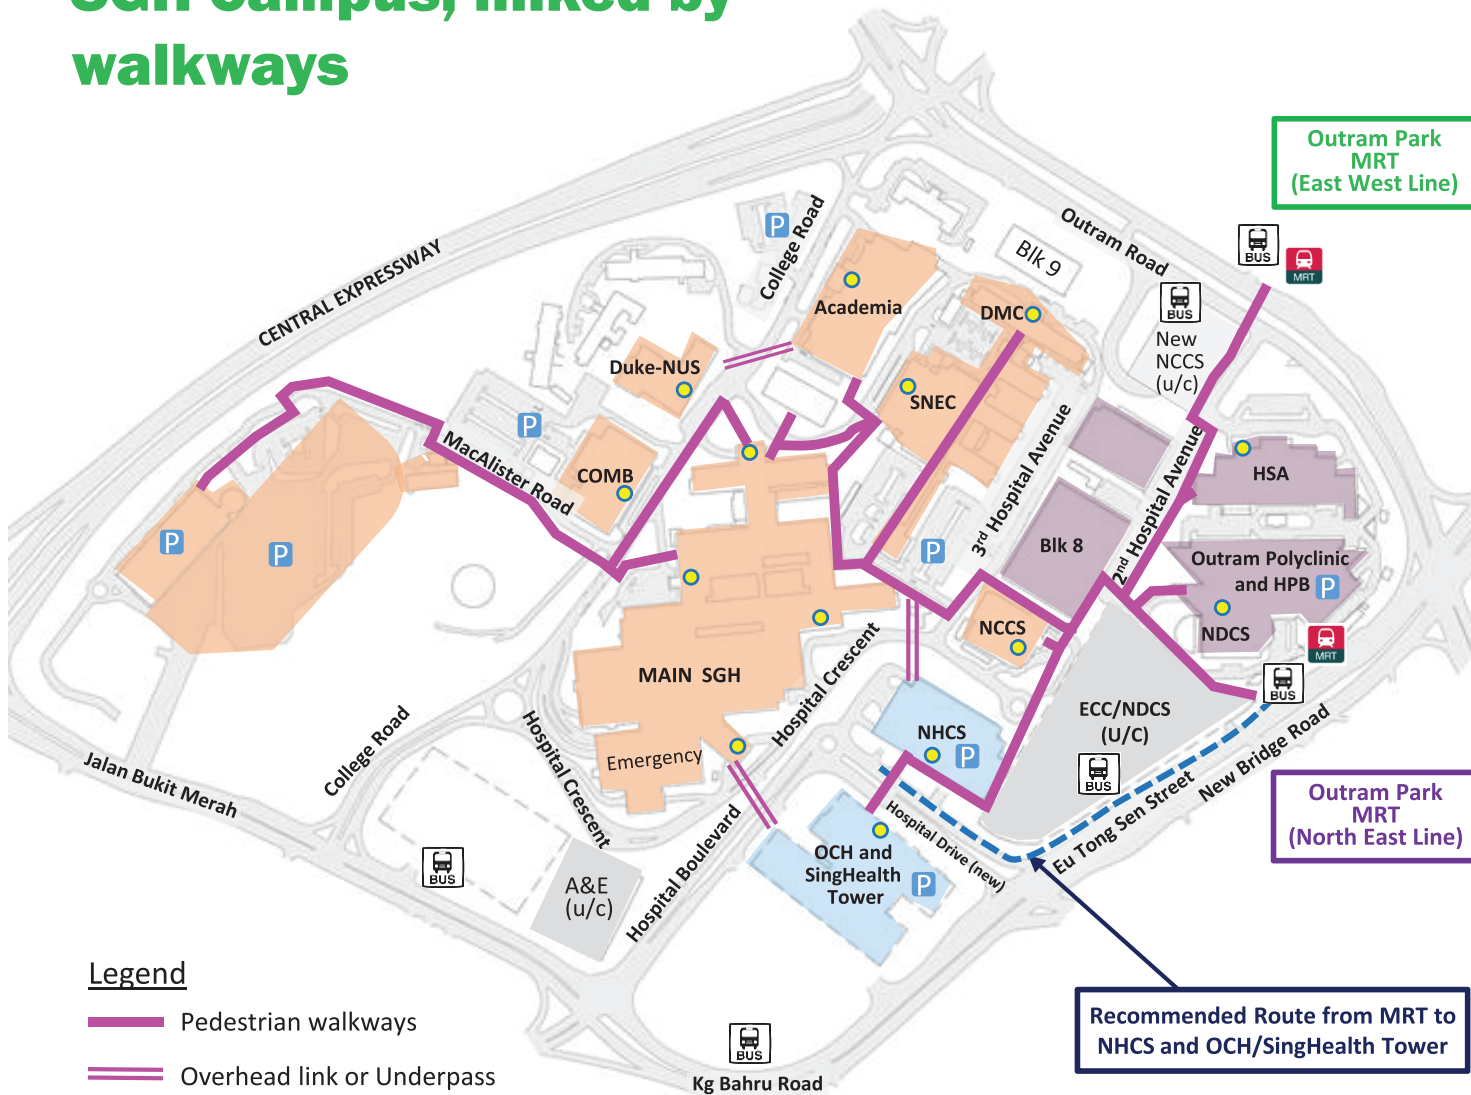 SGH Campus, linked by
walkways
Outram Park
MRT
(East West Line)
CENTRAL EXPRESSWAY
College Road
P
Outram Road
Blk 9
BUS
MRT
BUS
New
NCCS
(u/c)
Academia
DMC
Duke-NUS
SNEC
P
MacAlister Road
COMB
3rd Hospital Avenue
2nd Hospital Avenue
HSA
P
P
P
Blk 8
Outram Polyclinic
and HPB
P
NDCS
MRT
BUS
NCCS
MAIN SGH
Hospital Crescent
ECC/NDCS
(U/C)
BUS
NHCS
P
Emergency
College Road
Hospital Crescent
Jalan Bukit Merah
New Bridge Road
Eu Tong Sen Street
Outram Park
MRT
(North East Line)
Hospital Drive (new)
OCH and
SingHealth
Tower
P
Hospital Boulevard
BUS
A&E
(u/c)
Legend
Pedestrian walkways
Overhead link or Underpass
BUS
Kg Bahru Road
Recommended Route from MRT to
NHCS and OCH/SingHealth Tower